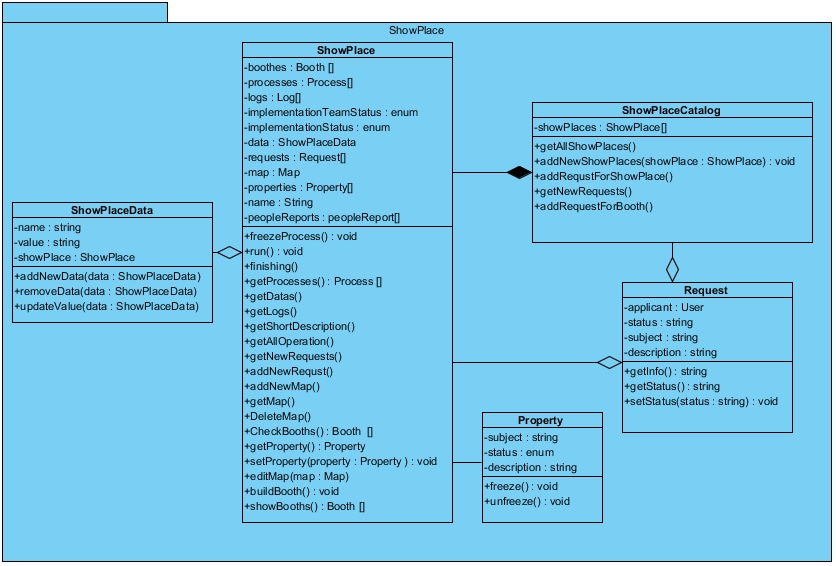 ShowPlace
ShowPlace
-boothes : Booth []
-processes : Process[]
-logs : Log[]
-implementationTeamStatus : enum
-implementationStatus : enum
-data : ShowPlaceData
-requests : Request[]
-map : Map
-properties : Property[]
-name : String
-peopleReports : peopleReport[]
+freezeProcess() : void
+run() : void
+finishing()
+getProcesses() : Process []
+getDatas()
+getLogs()
+getShortDescription()
+getAllOperation()
+getNewRequests()
+addNewRequst()
+addNewMap()
+getMap()
+DeleteMap()
+CheckBooths() : Booth  []
+getProperty() : Property
+setProperty(property : Property ) : void
+editMap(map : Map)
+buildBooth() : void
+showBooths() : Booth []
ShowPlaceCatalog
-showPlaces : ShowPlace[]
+getAllShowPlaces()
+addNewShowPlaces(showPlace : ShowPlace) : void
+addRequstForShowPlace()
+getNewRequests()
+addRequestForBooth()
ShowPlaceData
-name : string
-value : string
-showPlace : ShowPlace
+addNewData(data : ShowPlaceData)
+removeData(data : ShowPlaceData)
+updateValue(data : ShowPlaceData)
Request
-applicant : User
-status : string
-subject : string
-description : string
+getInfo() : string
+getStatus() : string
+setStatus(status : string) : void
Property
-subject : string
-status : enum
-description : string
+freeze() : void
+unfreeze() : void